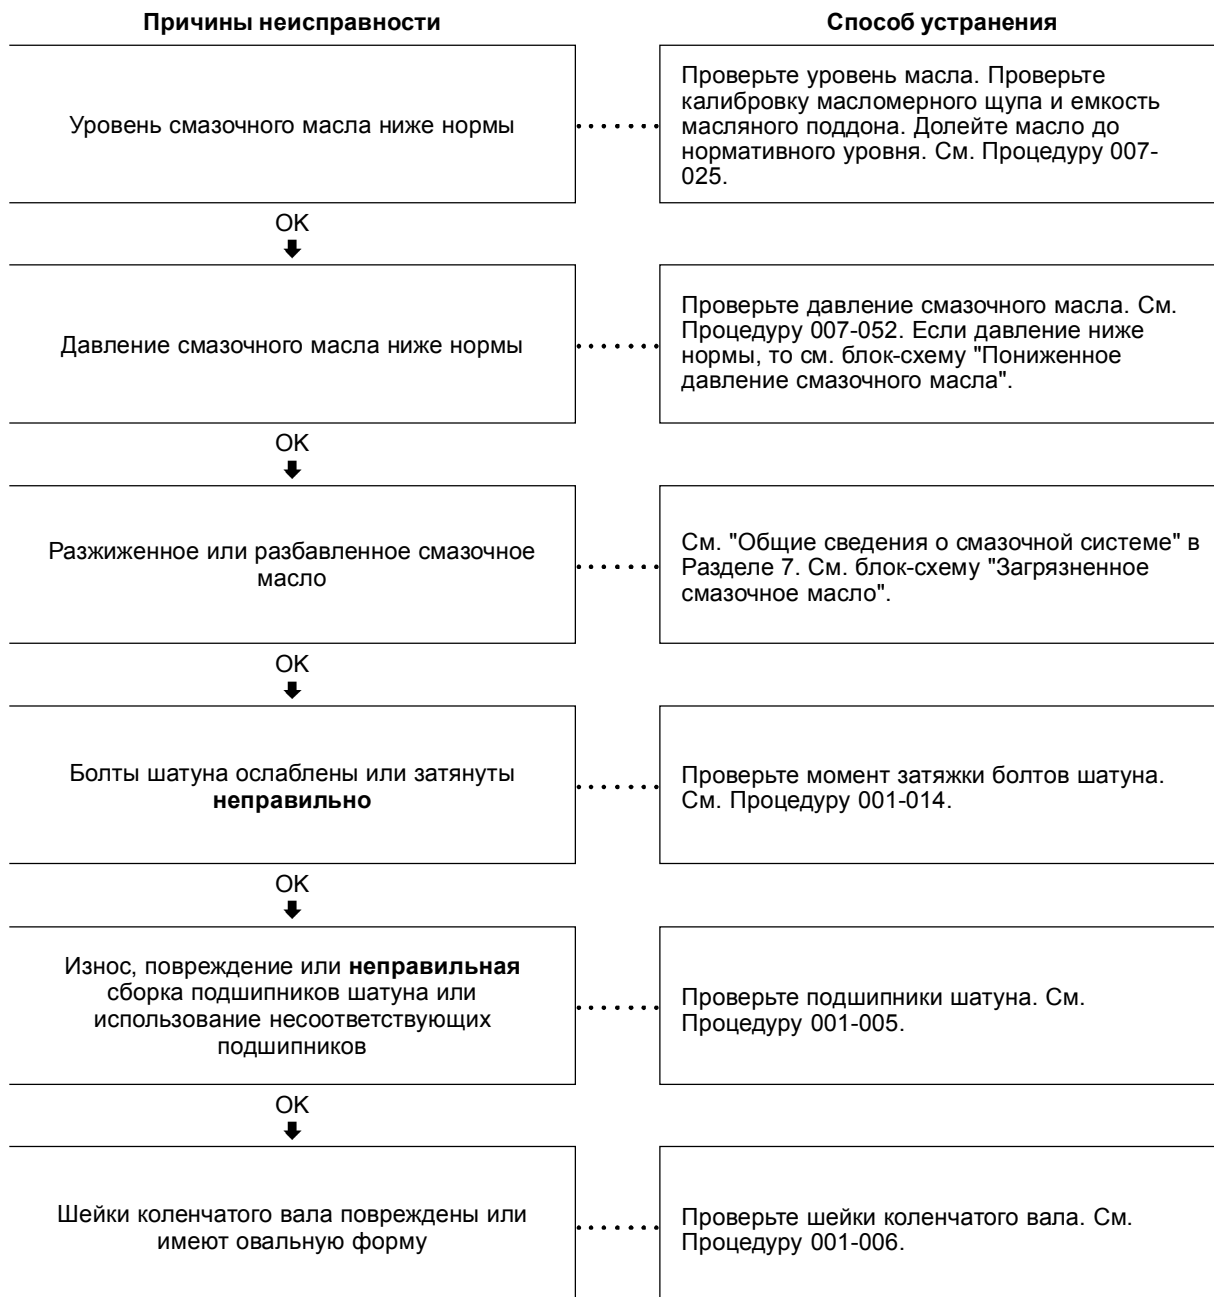 Причины неисправности
Способ устранения
Уровень смазочного масла ниже нормы
Проверьте уровень масла. Проверьте
калибровку масломерного щупа и емкость
масляного поддона. Долейте масло до
нормативного уровня. См. Процедуру 007-
025.
OK
Давление смазочного масла ниже нормы
Проверьте давление смазочного масла. См.
Процедуру 007-052. Если давление ниже
нормы, то см. блок-схему "Пониженное
давление смазочного масла".
OK
Разжиженное или разбавленное смазочное
масло
См. "Общие сведения о смазочной системе" в
Разделе 7. См. блок-схему "Загрязненное
смазочное масло".
OK
Болты шатуна ослаблены или затянуты
неправильно
Проверьте момент затяжки болтов шатуна.
См. Процедуру 001-014.
OK
Износ, повреждение или неправильная
сборка подшипников шатуна или
использование несоответствующих
подшипников
Проверьте подшипники шатуна. См.
Процедуру 001-005.
OK
Шейки коленчатого вала повреждены или
имеют овальную форму
Проверьте шейки коленчатого вала. См.
Процедуру 001-006.